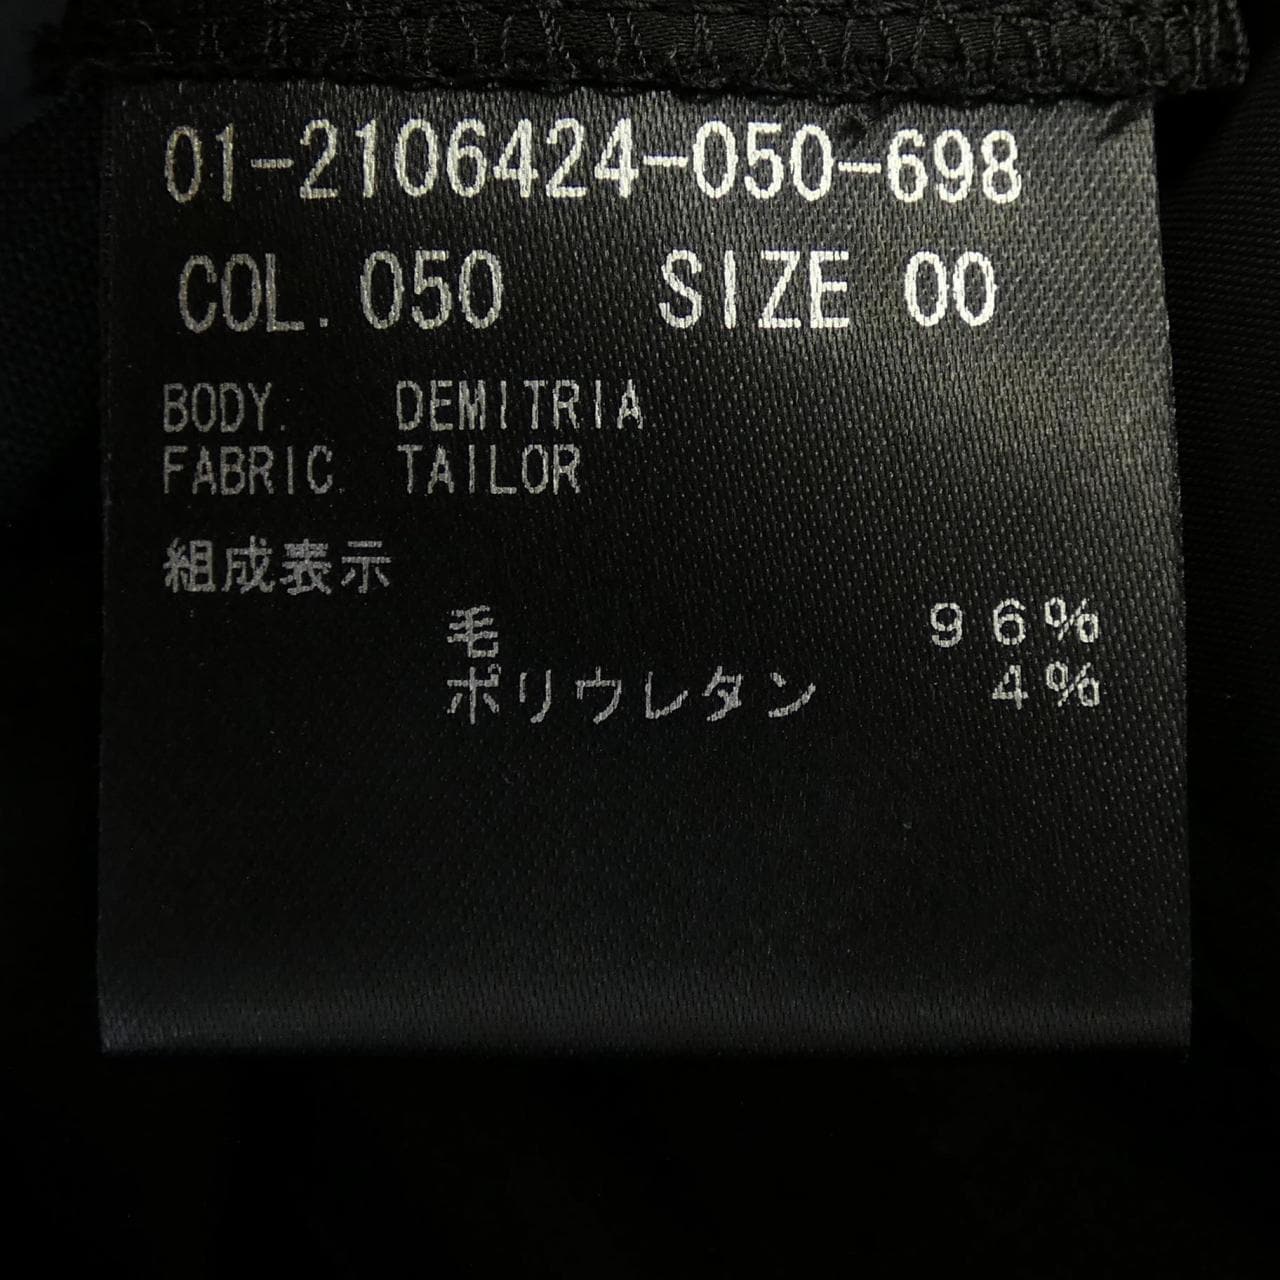 01-2106424-050-698
COL. 050 SIZE 00
BODY. DEMITRIA
FABRIC. TAILOR
組成表示
毛 96%
ポリウレタン 4%